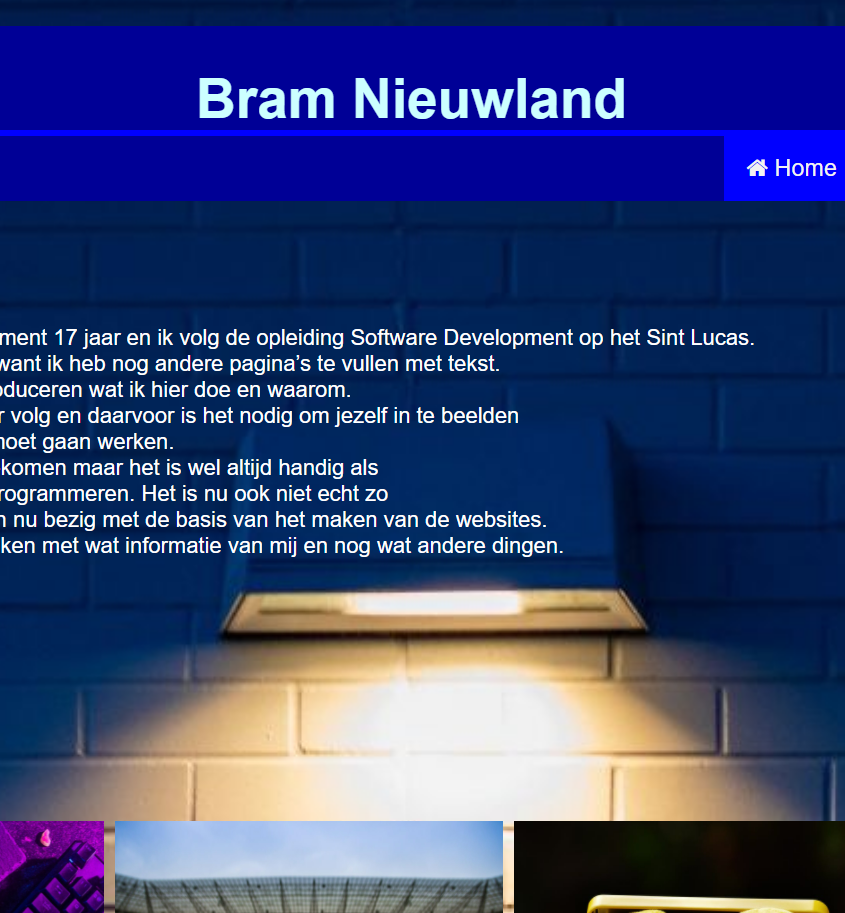 Bram Nieuwland
Home
17 jaar en ik volg de opleiding Software Development op het Sint Lucas.
want ik heb nog andere pagina’s te vullen met tekst.
wat ik hier doe en waarom.
volg en daarvoor is het nodig om jezelf in te beelden
moet gaan werken.
komen maar het is wel altijd handig als
rogrammeren. Het is nu ook niet echt zo
nu bezig met de basis van het maken van de websites.
ken met wat informatie van mij en nog wat andere dingen.